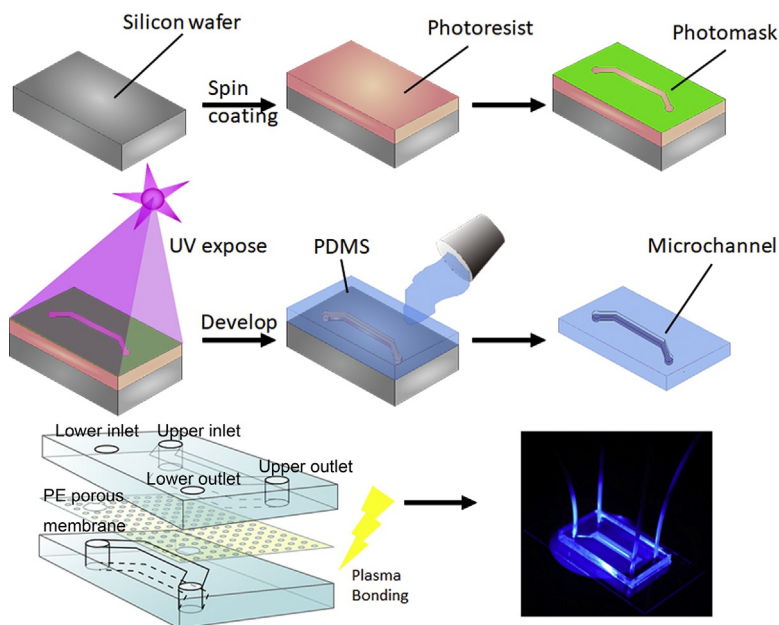 Silicon wafer
Photoresist
Photomask
Spin
coating
UV expose
PDMS
Microchannel
Develop
Lower inlet
Upper inlet
Lower outlet
Upper outlet
PE porous
membrane
Plasma
Bonding